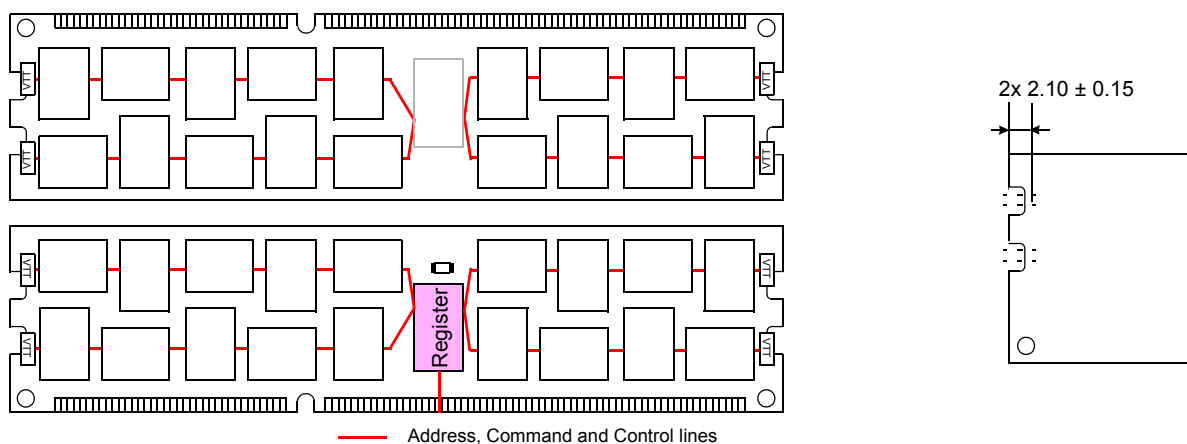 VTT VTT
VTT VTT
2x 2.10 ± 0.15
VTT VTT
Register
VTT VTT
Address, Command and Control lines